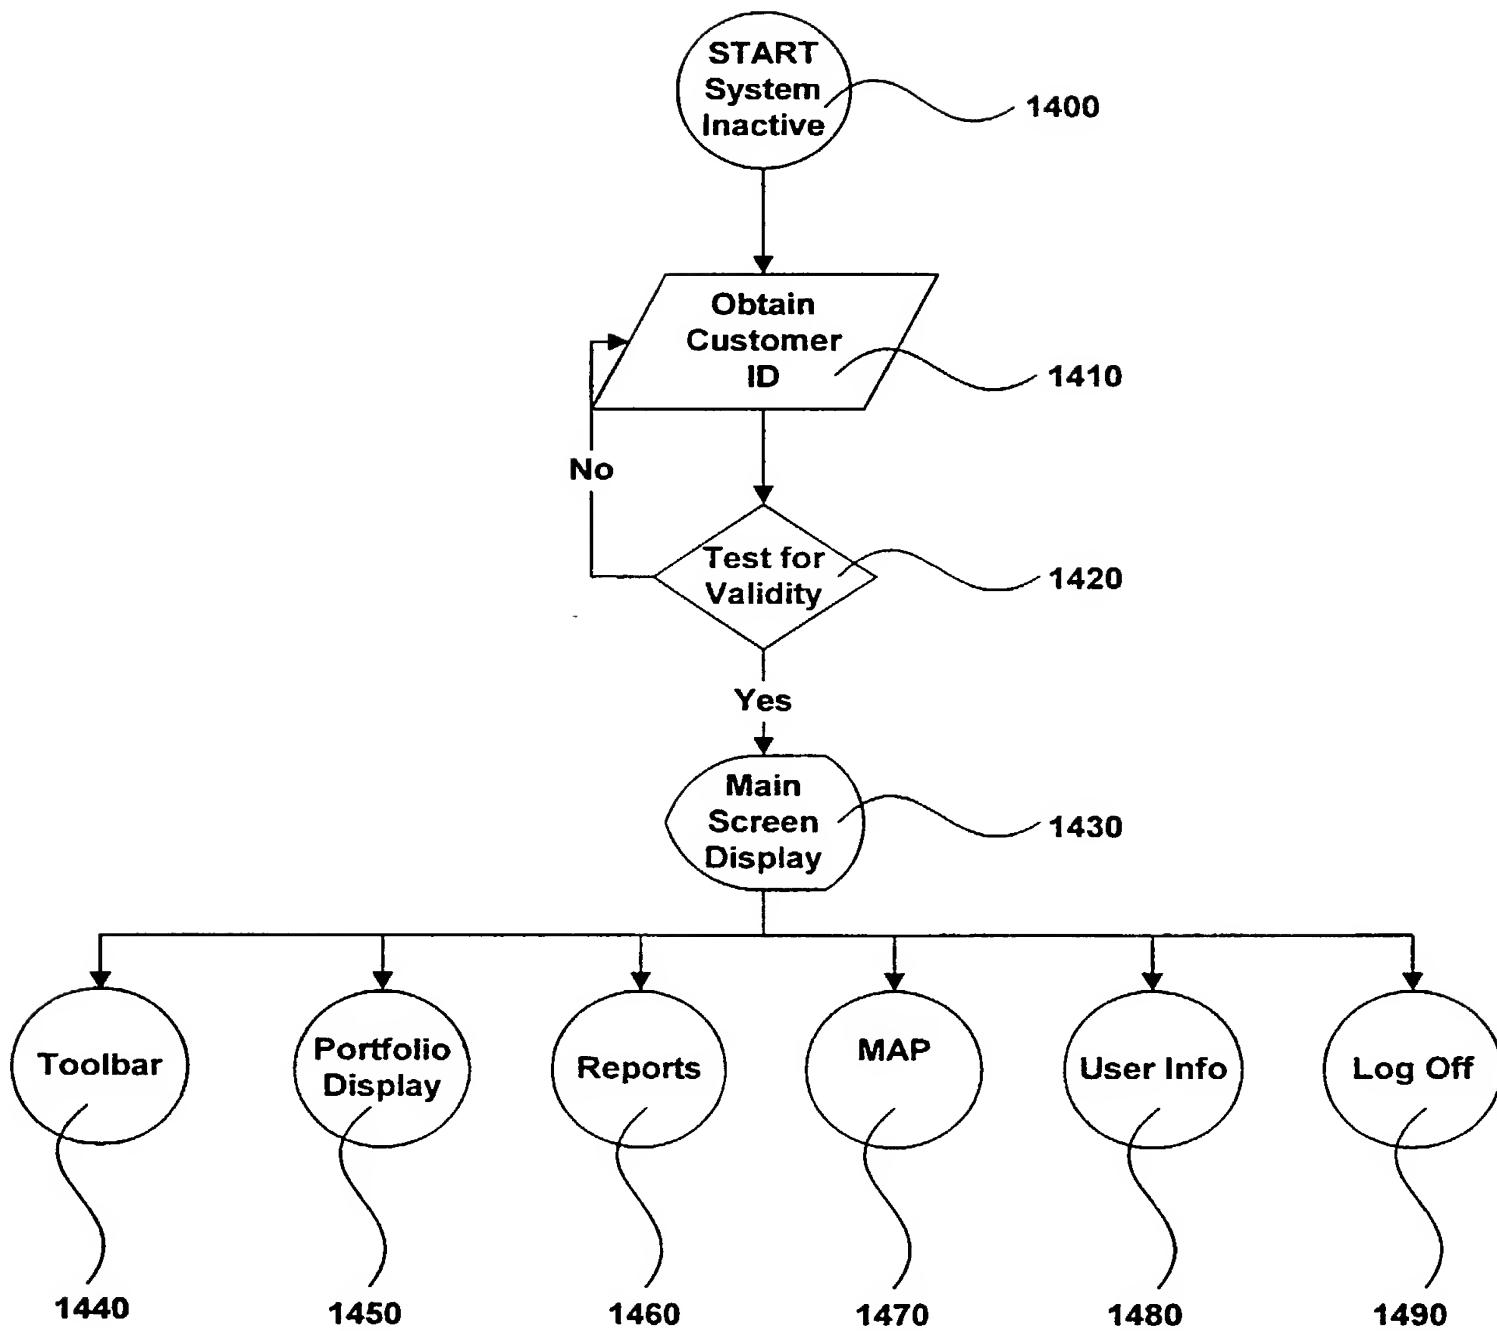 START
System
Inactive
1400
Obtain
Customer
ID
1410
No
Test for
Validity
1420
Yes
Main
Screen
Display
1430
Toolbar
Portfolio
Display
Reports
MAP
User Info
Log Off
1440
1450
1460
1470
1480
1490